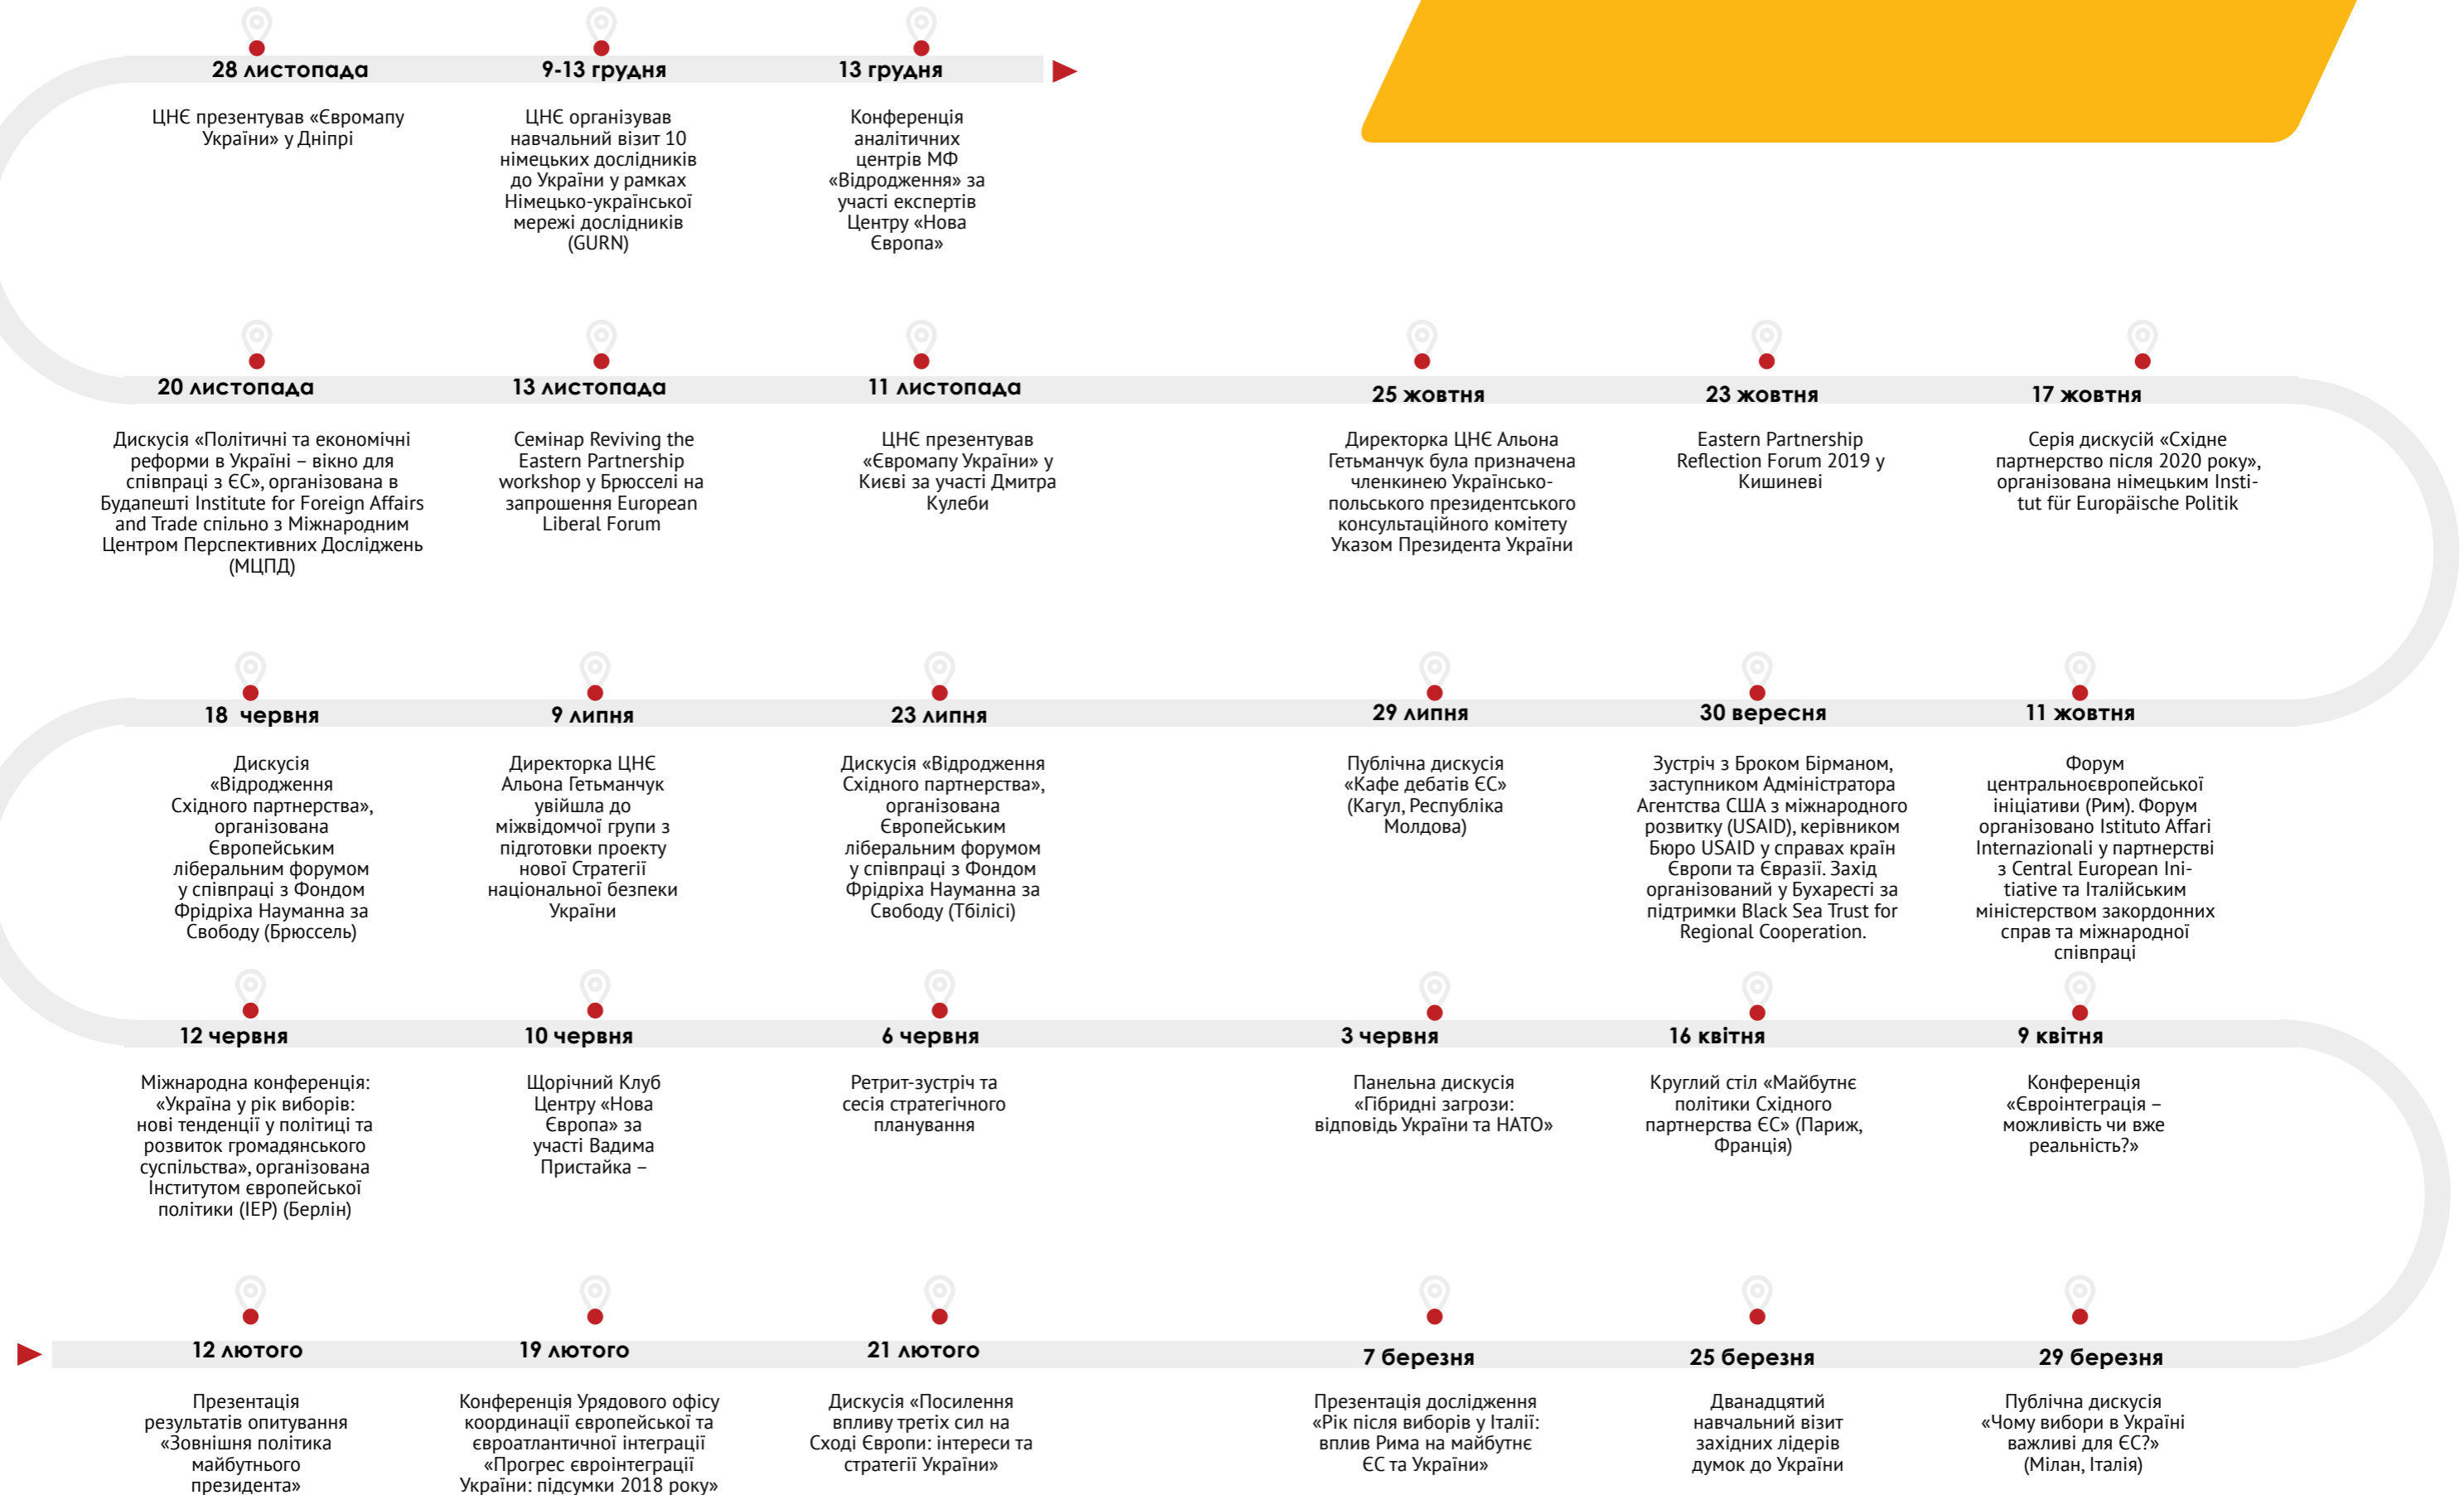 28 листопада
ЦНЄ презентував «Євромапу
України» у Дніпрі
9-13 грудня
ЦНЄ організував
навчальний візит 10
німецьких дослідників
до України у рамках
Німецько-української
мережі дослідників
(GURN)
13 грудня
Конференція
аналітичних
центрів МФ
«Відродження» за
участі експертів
Центру «Нова
Європа»
20 листопада
Дискусія «Політичні та економічні
реформи в Україні – вікно для
співпраці з ЄС», організована в
Будапешті Institute for Foreign Affairs
and Trade спільно з Міжнародним
Центром Перспективних Досліджень
(МЦПД)
13 листопада
Семінар Reviving the
Eastern Partnership
workshop у Брюсселі на
запрошення European
Liberal Forum
11 листопада
ЦНЄ презентував
«Євромапу України» у
Києві за участі Дмитра
Кулеби
25 жовтня
Директорка ЦНЄ Альона
Гетьманчук була призначена
членкинею Українсько-
польського президентського
консультаційного комітету
Указом Президента України
23 жовтня
Eastern Partnership
Reflection Forum 2019 у
Кишиневі
17 жовтня
Серія дискусій «Східне
партнерство після 2020 року»,
організована німецьким Insti-
tut für Europäische Politik
18 червня
Дискусія
«Відродження
Східного партнерства»,
організована
Європейським
ліберальним форумом
у співпраці з Фондом
Фрідріха Науманна за
Свободу (Брюссель)
9 липня
Директорка ЦНЄ
Альона Гетьманчук
увійшла до
міжвідомчої групи з
підготовки проекту
нової Стратегії
національної безпеки
України
23 липня
Дискусія «Відродження
Східного партнерства»,
організована
Європейським
ліберальним форумом
у співпраці з Фондом
Фрідріха Науманна за
Свободу (Тбілісі)
29 липня
Публічна дискусія
«Кафе дебатів ЄС»
(Кагул, Республіка
Молдова)
30 вересня
Зустріч з Броком Бірманом,
заступником Адміністратора
Агентства США з міжнародного
розвитку (USAID), керівником
Бюро USAID у справах країн
Європи та Євразії. Захід
організований у Бухаресті за
підтримки Black Sea Trust for
Regional Cooperation.
11 жовтня
Форум
центральноєвропейської
ініціативи (Рим). Форум
організовано Istituto Affari
Internazionali у партнерстві
з Central European Ini-
tiative та Італійським
міністерством закордонних
справ та міжнародної
співпраці
12 червня
Міжнародна конференція:
«Україна у рік виборів:
нові тенденції у політиці та
розвиток громадянського
суспільства», організована
Інститутом європейської
політики (IEP) (Берлін)
10 червня
Щорічний Клуб
Центру «Нова
Європа» за
участі Вадима
Пристайка –
6 червня
Ретрит-зустріч та
сесія стратегічного
планування
3 червня
Панельна дискусія
«Гібридні загрози:
відповідь України та НАТО»
16 квітня
Круглий стіл «Майбутнє
політики Східного
партнерства ЄС» (Париж,
Франція)
9 квітня
Конференція
«Євроінтеграція –
можливість чи вже
реальність?»
12 лютого
Презентація
результатів опитування
«Зовнішня політика
майбутнього
президента»
19 лютого
Конференція Урядового офісу
координації європейської та
євроатлантичної інтеграції
«Прогрес євроінтеграції
України: підсумки 2018 року»
21 лютого
Дискусія «Посилення
впливу третіх сил на
Сході Європи: інтереси та
стратегії України»
7 березня
Презентація дослідження
«Рік після виборів у Італії:
вплив Рима на майбутнє
ЄС та України»
25 березня
Дванадцятий
навчальний візит
західних лідерів
думок до України
29 березня
Публічна дискусія
«Чому вибори в Україні
важливі для ЄС?»
(Мілан, Італія)